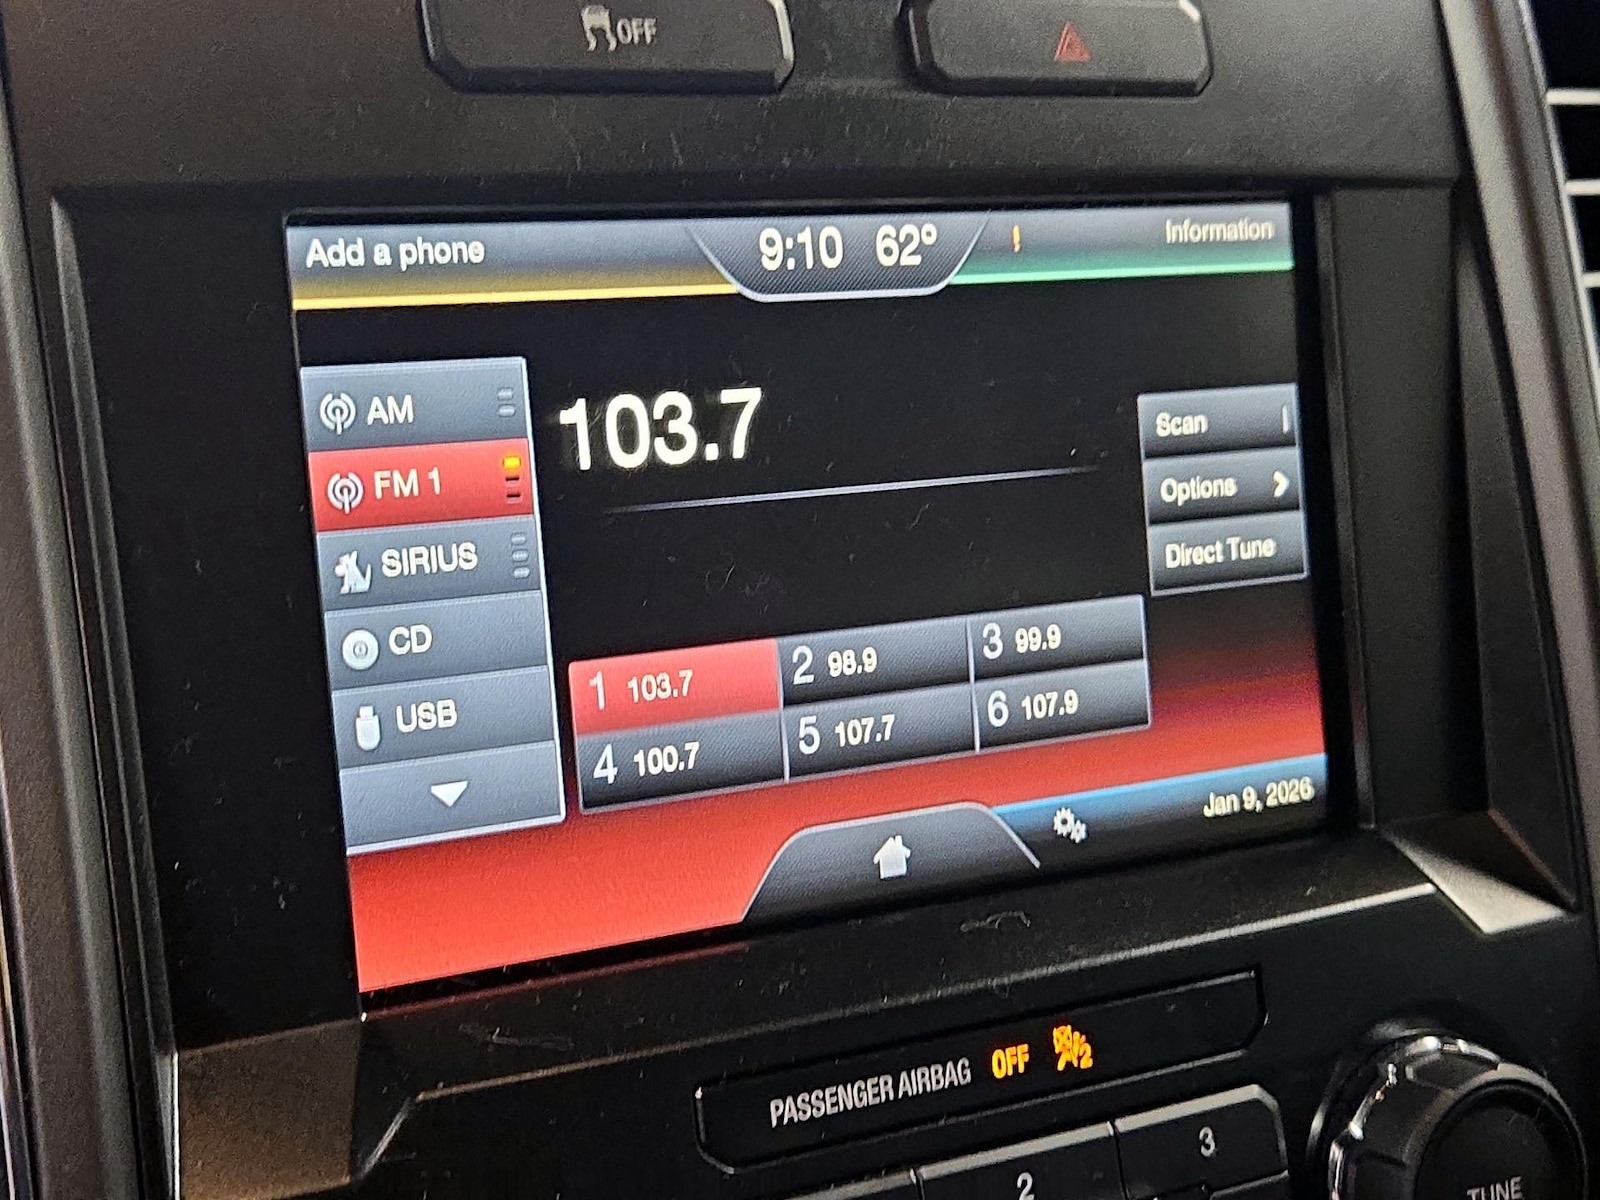 OFF
Add a phone
9:10 62°
Information
AM
FM 1
SIRIUS
CD
USB
103.7
Scan
Options
Direct Tune
1 103.7
2 98.9
3 99.9
4 100.7
5 107.7
6 107.9
Jan 9, 2026
PASSENGER AIRBAG OFF
2
2
3
TUNE